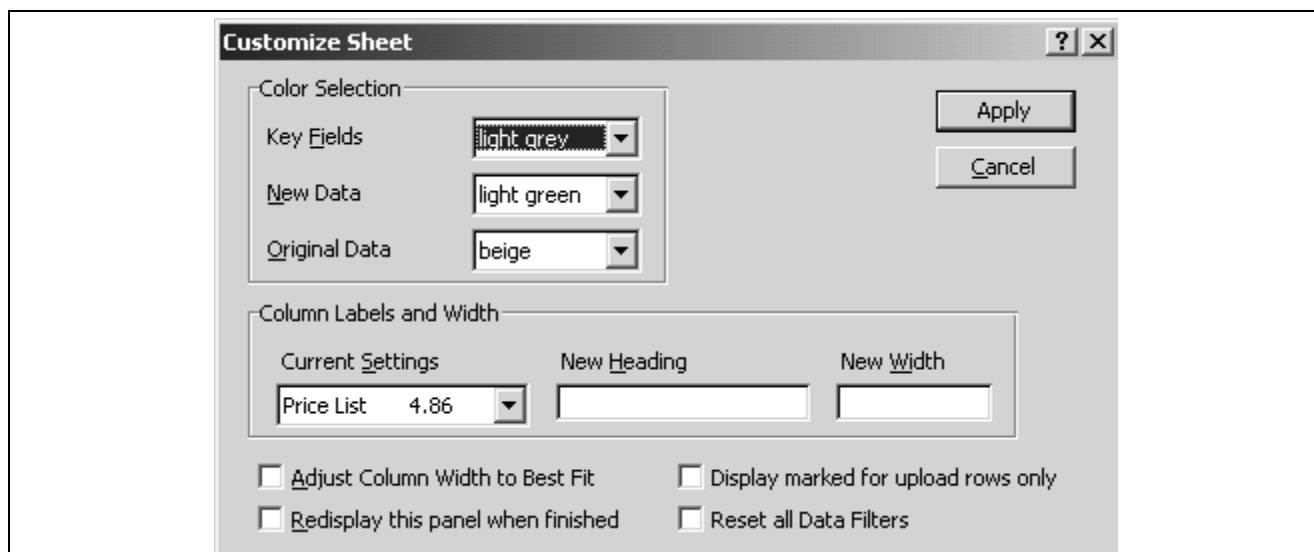 Customize Sheet
Color Selection
Key Fields light grey
New Data light green
Original Data beige
Apply
Cancel
Column Labels and Width
Current Settings New Heading New Width
Price List 4.86
Adjust Column Width to Best Fit Display marked for upload rows only
Redisplay this panel when finished Reset all Data Filters